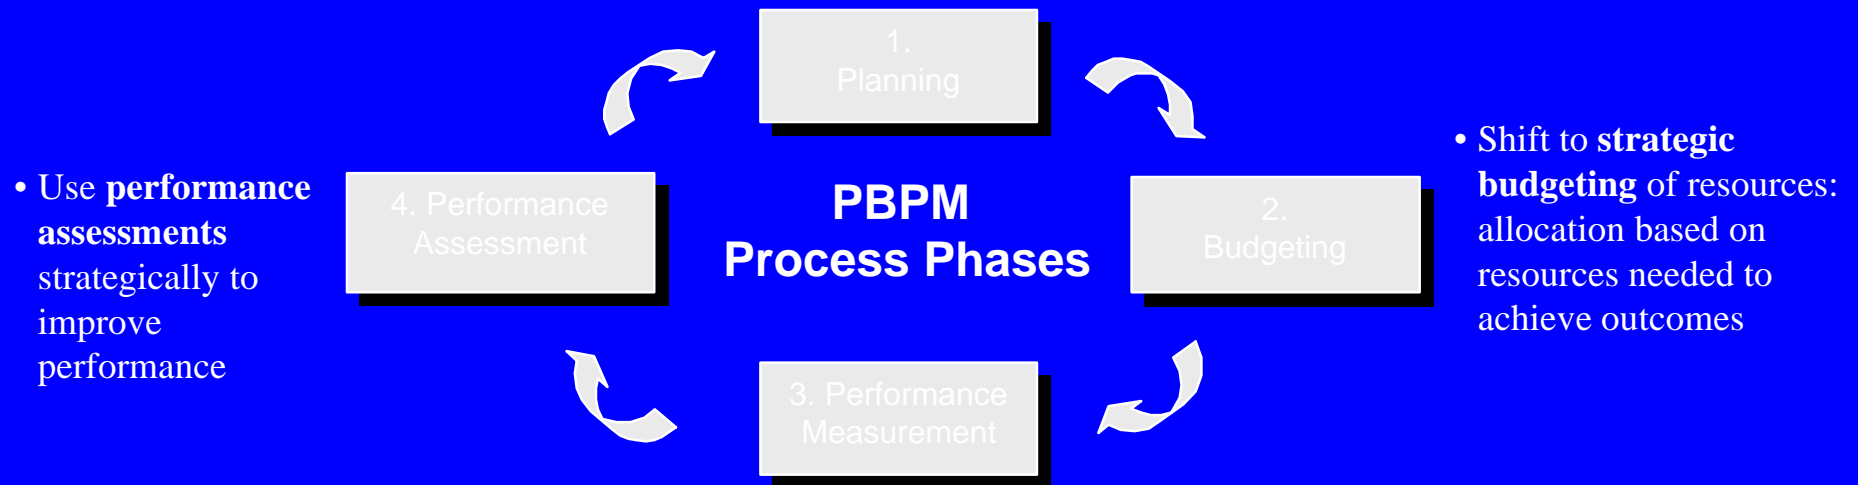 1.
Planning
• Use performance
assessments
strategically to
improve
performance
4. Performance
Assessment
PBPM
Process Phases
2.
Budgeting
• Shift to strategic
budgeting of resources:
allocation based on
resources needed to
achieve outcomes
3. Performance
Measurement